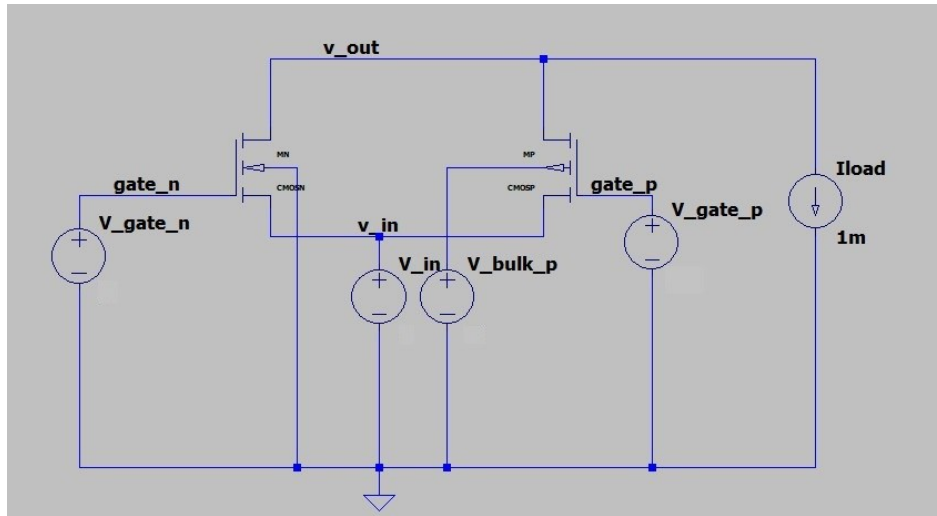 v_out
MN
MP
CMOSN
CMOSP
gate_n
gate_p
Iload
V_gate_n
V_gate_p
v_in
1m
V_in
V_bulk_p